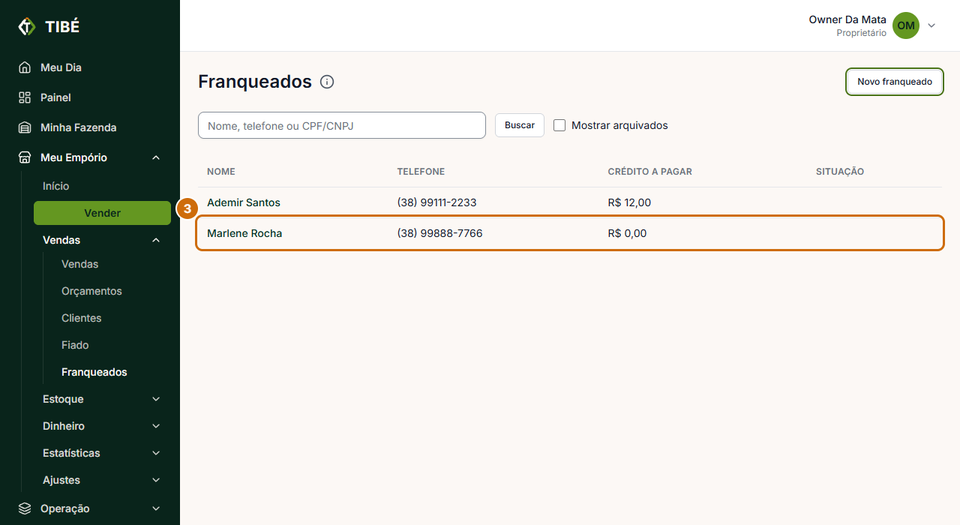 TIBÉ
Owner Da Mata
Proprietário
OM
Meu Dia
Painel
Minha Fazenda
Meu Empório
Início
Vender
Vendas
Vendas
Orçamentos
Clientes
Fiado
Franqueados
Estoque
Dinheiro
Estatísticas
Ajustes
Operação
Franqueados
Novo franqueado
Nome, telefone ou CPF/CNPJ
Buscar
Mostrar arquivados
NOME TELEFONE CRÉDITO A PAGAR SITUAÇÃO
Ademir Santos (38) 99111-2233 R$ 12,00
3
Marlene Rocha (38) 99888-7766 R$ 0,00